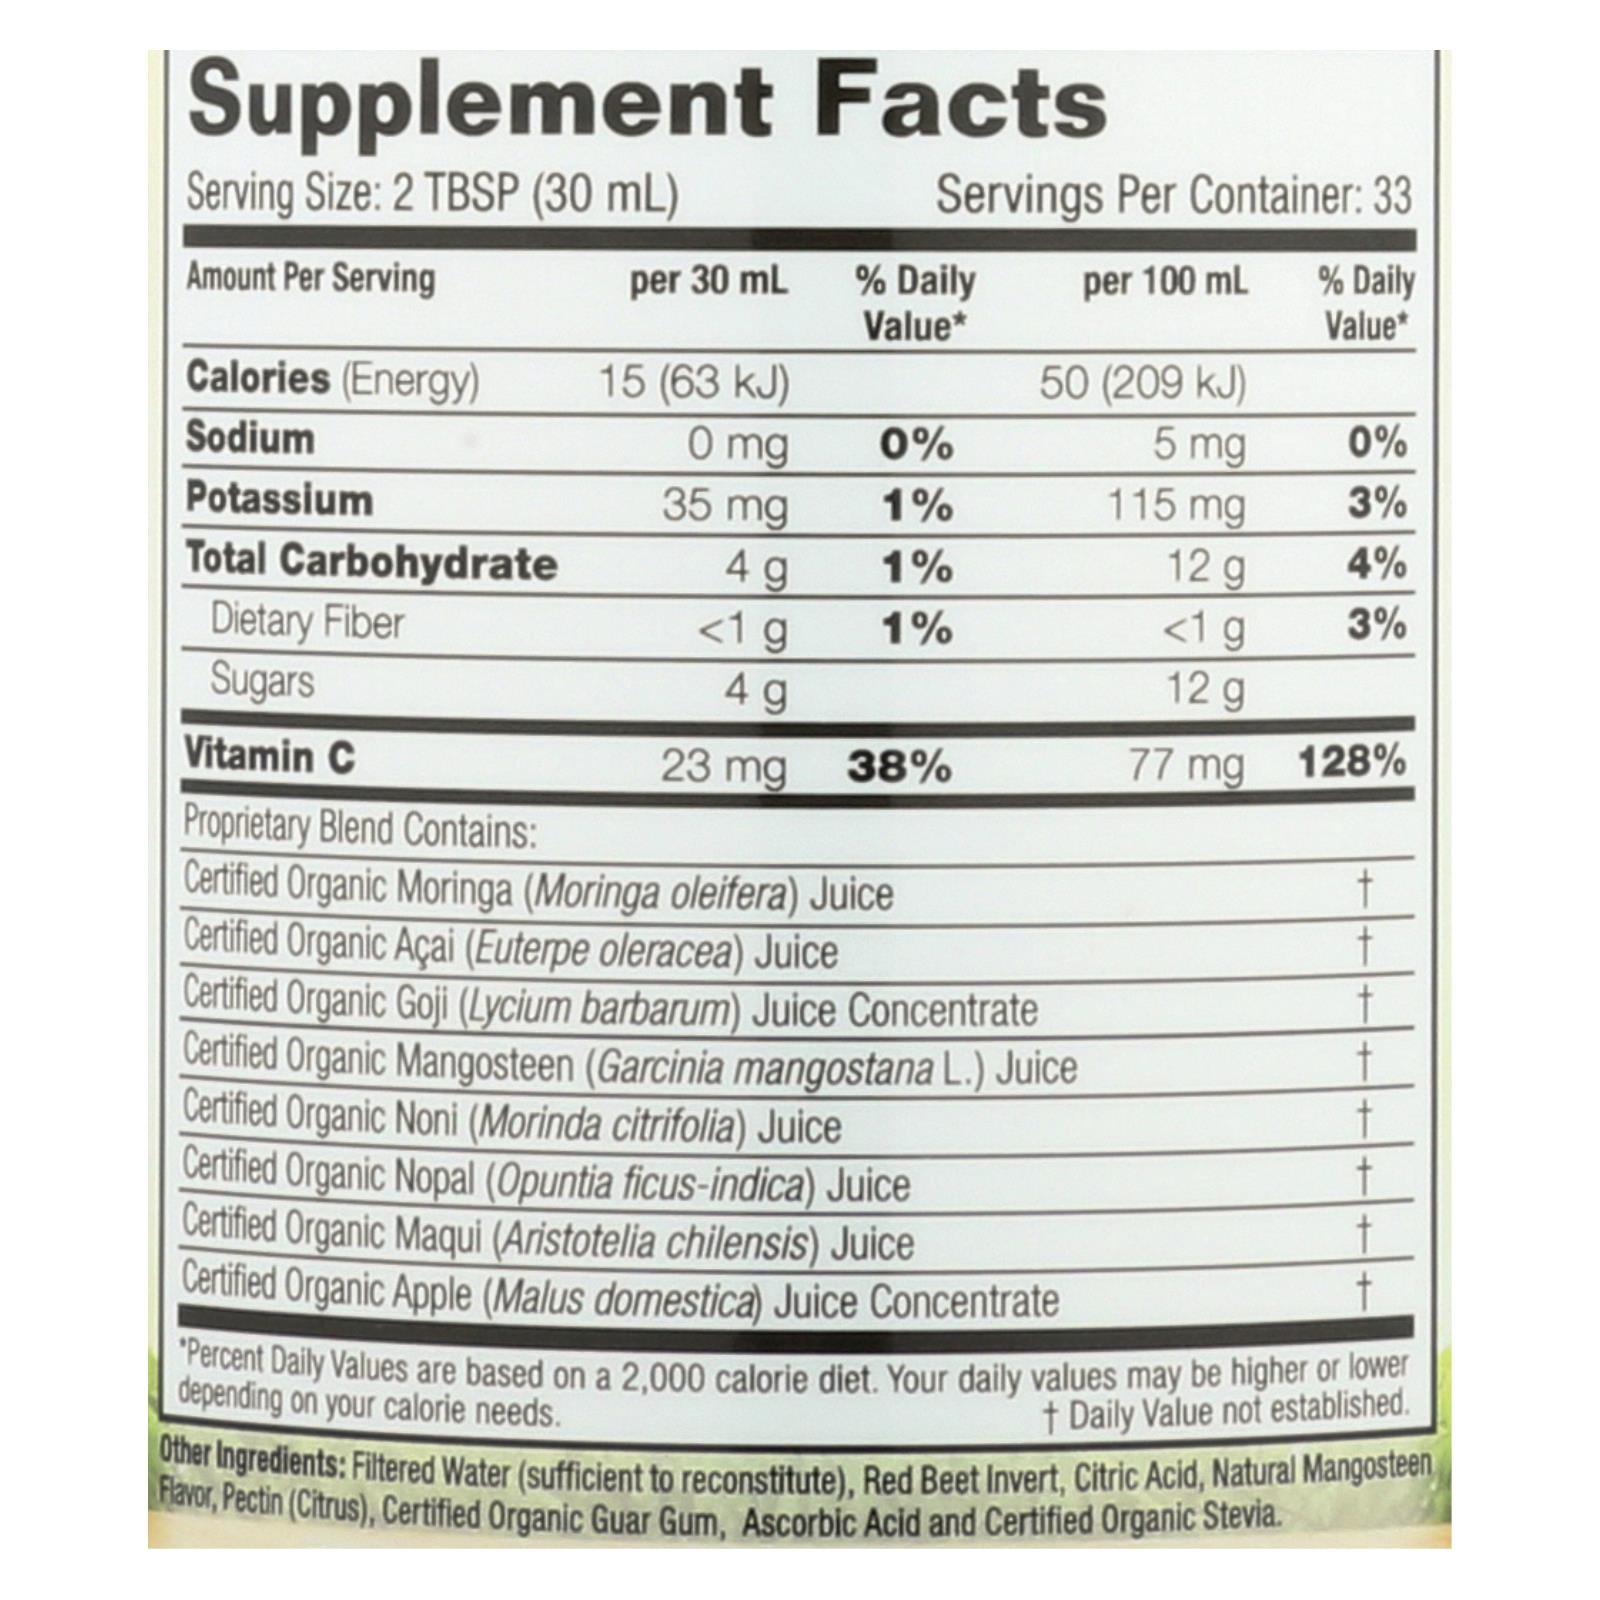 Supplement Facts
Serving Size: 2 TBSP (30 mL) Servings Per Container: 33
Amount Per Serving per 30 mL % Daily Value* per 100 mL % Daily Value*
Calories (Energy) 15 (63 kJ) 50 (209 kJ)
Sodium 0 mg 0% 5 mg 0%
Potassium 35 mg 1% 115 mg 3%
Total Carbohydrate 4 g 1% 12 g 4%
Dietary Fiber <1 g 1% <1 g 3%
Sugars 4 g 12 g
Vitamin C 23 mg 38% 77 mg 128%
Proprietary Blend Contains:
Certified Organic Moringa (Moringa oleifera) Juice †
Certified Organic Açai (Euterpe oleracea) Juice †
Certified Organic Goji (Lycium barbarum) Juice Concentrate †
Certified Organic Mangosteen (Garcinia mangostana L.) Juice †
Certified Organic Noni (Morinda citrifolia) Juice †
Certified Organic Nopal (Opuntia ficus-indica) Juice †
Certified Organic Maqui (Aristotelia chilensis) Juice †
Certified Organic Apple (Malus domestica) Juice Concentrate †
*Percent Daily Values are based on a 2,000 calorie diet. Your daily values may be higher or lower
depending on your calorie needs. † Daily Value not established.
Other Ingredients: Filtered Water (sufficient to reconstitute), Red Beet Invert, Citric Acid, Natural Mangosteen
Flavor, Pectin (Citrus), Certified Organic Guar Gum, Ascorbic Acid and Certified Organic Stevia.